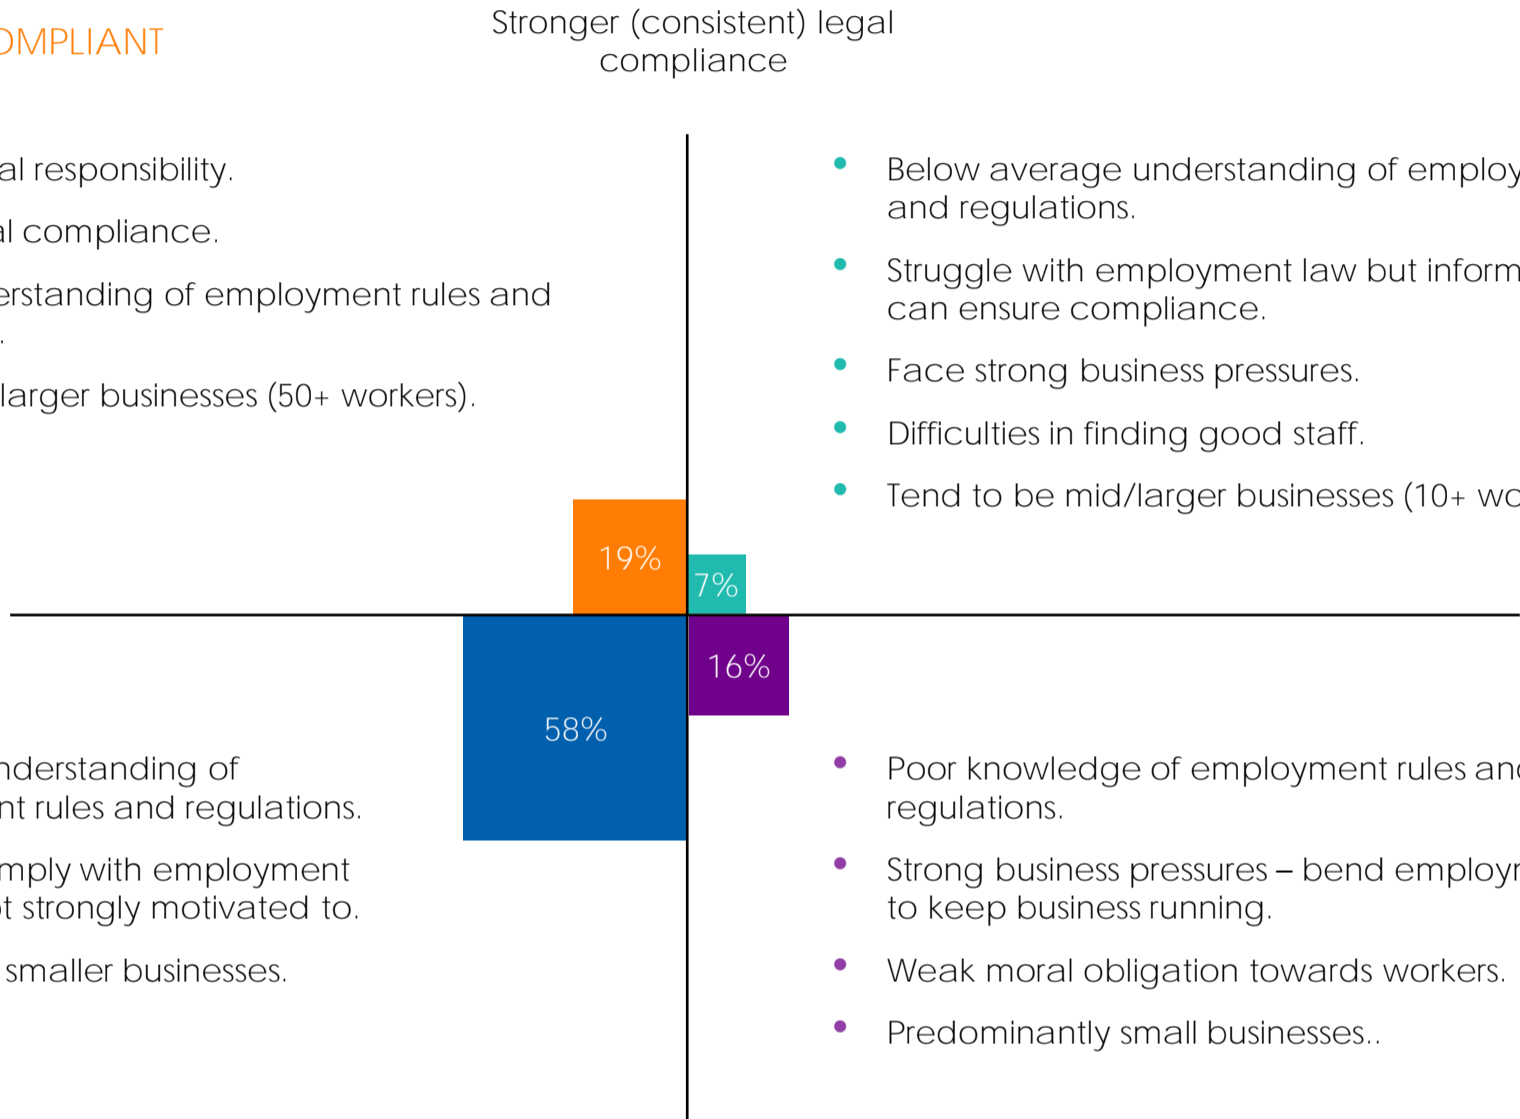 Stronger (consistent) legal
compliance
OMPLIANT
al responsibility.
al compliance.
erstanding of employment rules and
.
larger businesses (50+ workers).
• Below average understanding of employ
and regulations.
• Struggle with employment law but inform
can ensure compliance.
• Face strong business pressures.
• Difficulties in finding good staff.
• Tend to be mid/larger businesses (10+ wo
19%
7%
58%
16%
nderstanding of
nt rules and regulations.
mply with employment
t strongly motivated to.
smaller businesses.
• Poor knowledge of employment rules and
regulations.
• Strong business pressures – bend employ
to keep business running.
• Weak moral obligation towards workers.
• Predominantly small businesses..